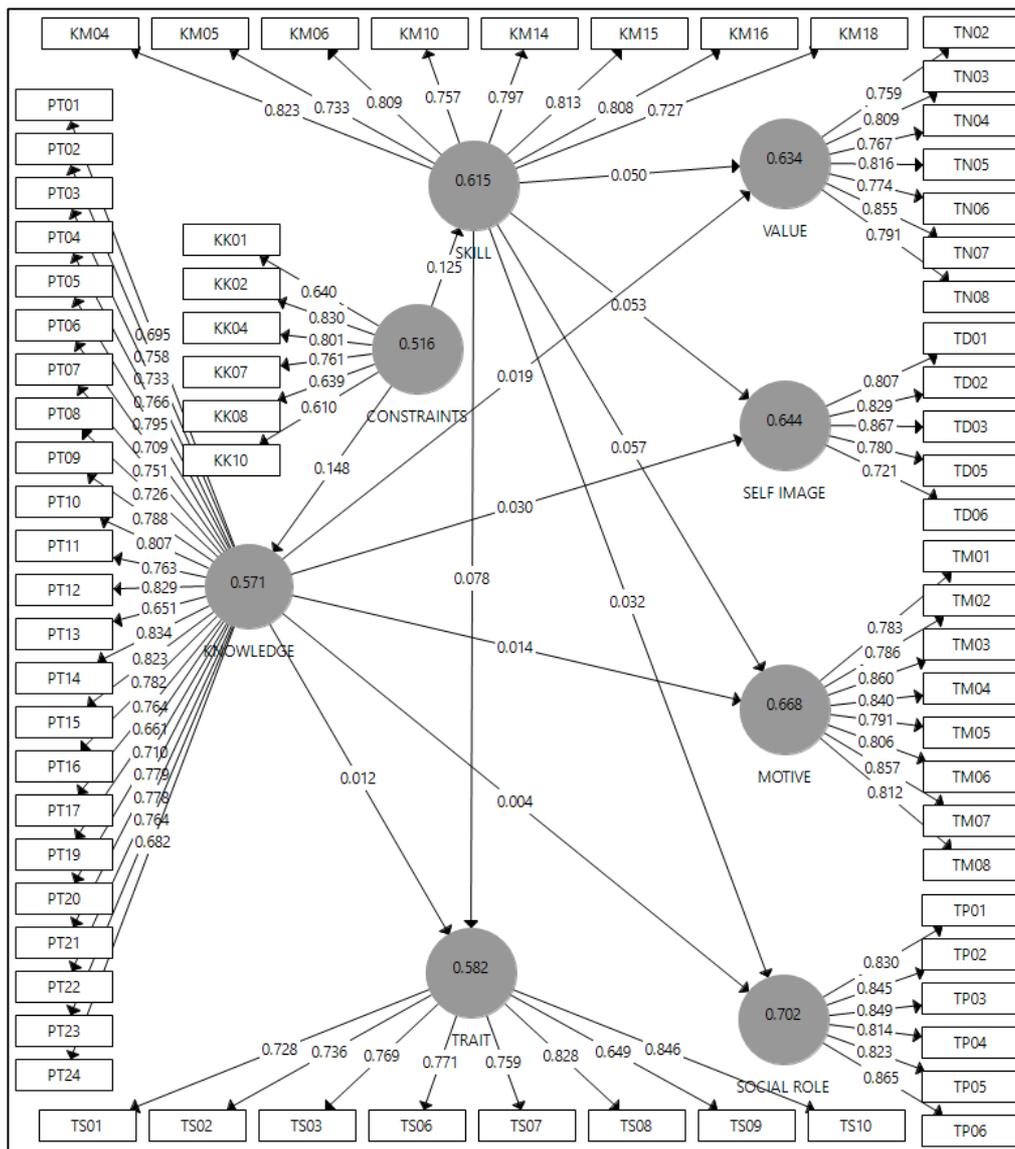 KM04 KM05 KM06 KM10 KM14 KM15 KM16 KM18
0.823 0.733 0.809 0.757 0.797 0.813 0.808 0.727
PT01
PT02
PT03
PT04
PT05
PT06
PT07
PT08
PT09
PT10
PT11
PT12
PT13
PT14
PT15
PT16
PT17
PT19
PT20
PT21
PT22
PT23
PT24
0.695
0.758
0.733
0.766
0.795
0.709
0.751
0.726
0.788
0.807
0.763
0.829
0.651
0.834
0.823
0.782
0.764
0.661
0.710
0.779
0.778
0.764
0.682
KK01
KK02
KK04
KK07
KK08
KK10
0.640
0.830
0.801
0.761
0.639
0.610
0.516
CONSTRAINTS
0.125
0.148
0.615
SKILL
0.571
KNOWLEDGE
0.050
0.053
0.019
0.057
0.030
0.078
0.032
0.014
0.012
0.004
0.634
VALUE
0.759
0.809
0.767
0.816
0.774
0.855
0.791
TN02
TN03
TN04
TN05
TN06
TN07
TN08
0.644
SELF IMAGE
0.807
0.829
0.867
0.780
0.721
TD01
TD02
TD03
TD05
TD06
0.668
MOTIVE
0.783
0.786
0.860
0.840
0.791
0.806
0.857
0.812
TM01
TM02
TM03
TM04
TM05
TM06
TM07
TM08
0.702
SOCIAL ROLE
0.830
0.845
0.849
0.814
0.823
0.865
TP01
TP02
TP03
TP04
TP05
TP06
0.582
TRAIT
0.728 0.736 0.769 0.771 0.759 0.828 0.649 0.846
TS01 TS02 TS03 TS06 TS07 TS08 TS09 TS10